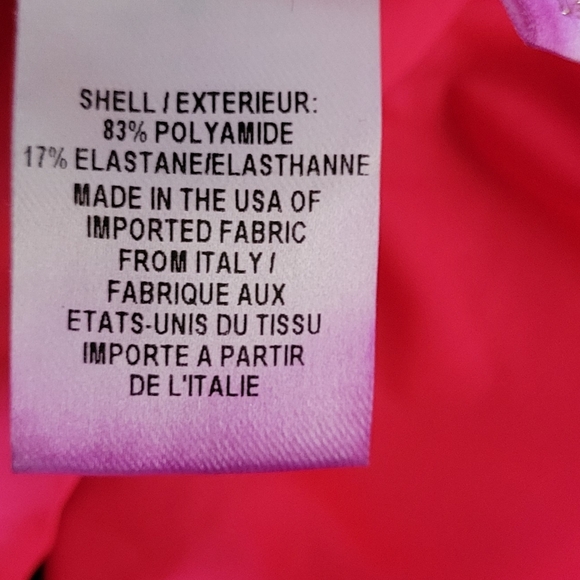 SHELL / EXTERIEUR:
83% POLYAMIDE
17% ELASTANE/ELASTHANNE
MADE IN THE USA OF
IMPORTED FABRIC
FROM ITALY /
FABRIQUE AUX
ETATS-UNIS DU TISSU
IMPORTE A PARTIR
DE L'ITALIE